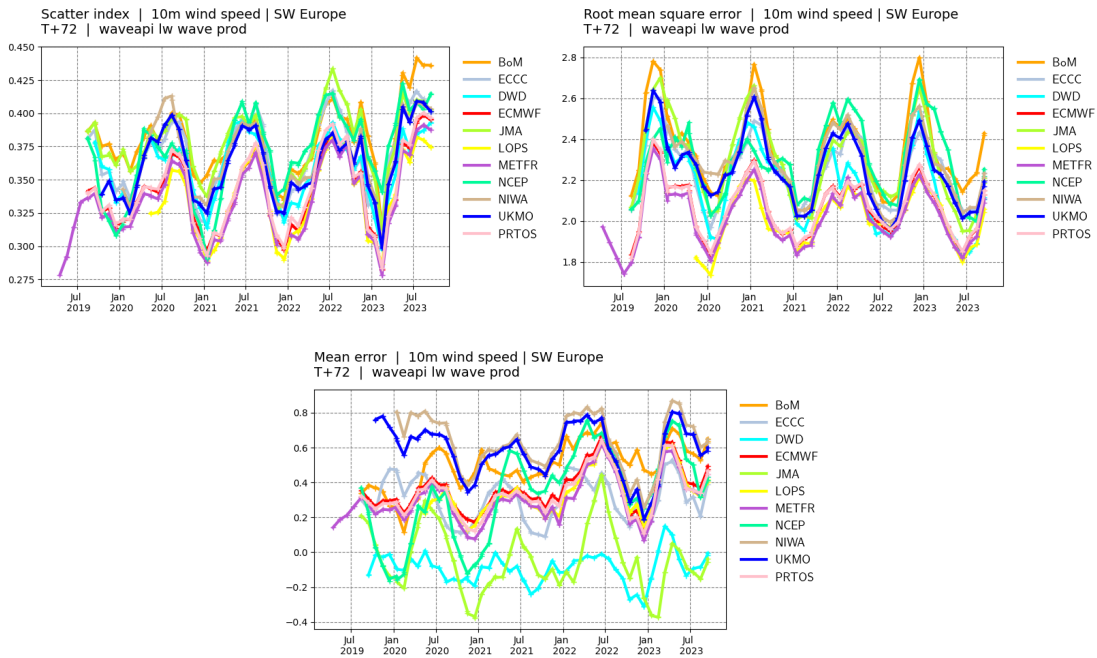 Scatter index | 10m wind speed | SW Europe
T+72 | waveapi lw wave prod
0.450
0.425
0.400
0.375
0.350
0.325
0.300
0.275
Jul Jan Jul Jan Jul Jan Jul Jan Jul
2019 2020 2020 2021 2021 2022 2022 2023 2023
BoM
ECCC
DWD
ECMWF
JMA
LOPS
METFR
NCEP
NIWA
UKMO
PRTOS
Root mean square error | 10m wind speed | SW Europe
T+72 | waveapi lw wave prod
2.8
2.6
2.4
2.2
2.0
1.8
Jul Jan Jul Jan Jul Jan Jul Jan Jul
2019 2020 2020 2021 2021 2022 2022 2023 2023
BoM
ECCC
DWD
ECMWF
JMA
LOPS
METFR
NCEP
NIWA
UKMO
PRTOS
Mean error | 10m wind speed | SW Europe
T+72 | waveapi lw wave prod
0.8
0.6
0.4
0.2
0.0
−0.2
−0.4
Jul Jan Jul Jan Jul Jan Jul Jan Jul
2019 2020 2020 2021 2021 2022 2022 2023 2023
BoM
ECCC
DWD
ECMWF
JMA
LOPS
METFR
NCEP
NIWA
UKMO
PRTOS